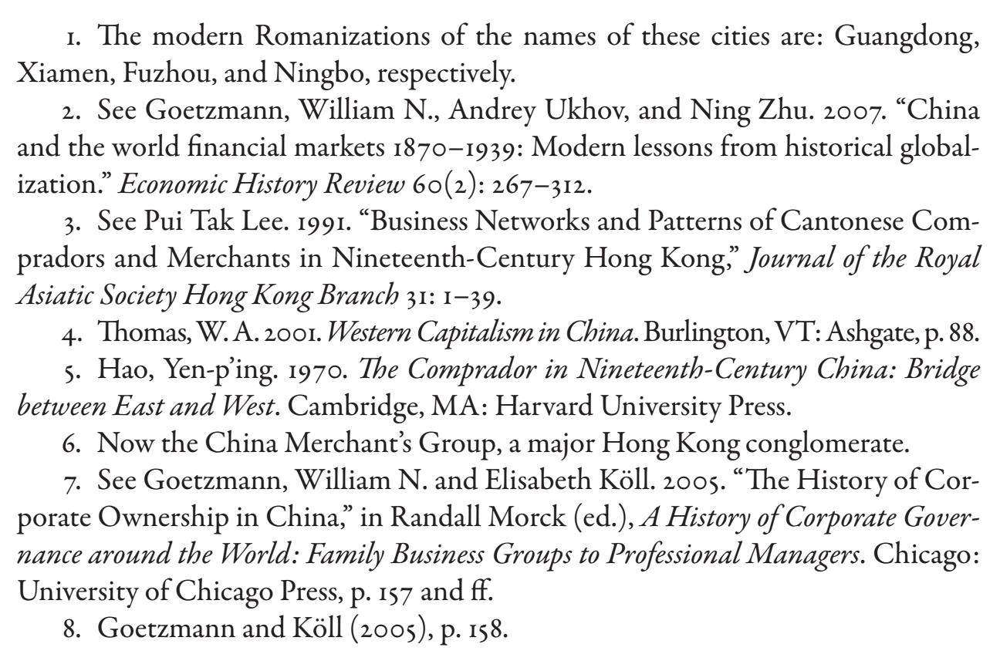 1. The modern Romanizations of the names of these cities are: Guangdong,
Xiamen, Fuzhou, and Ningbo, respectively.
2. See Goetzmann, William N., Andrey Ukhov, and Ning Zhu. 2007. “China
and the world financial markets 1870–1939: Modern lessons from historical global-
ization.” Economic History Review 60(2): 267–312.
3. See Pui Tak Lee. 1991. “Business Networks and Patterns of Cantonese Com-
pradors and Merchants in Nineteenth-Century Hong Kong,” Journal of the Royal
Asiatic Society Hong Kong Branch 31: 1–39.
4. Thomas, W. A. 2001. Western Capitalism in China. Burlington, VT: Ashgate, p. 88.
5. Hao, Yen-p’ing. 1970. The Comprador in Nineteenth-Century China: Bridge
between East and West. Cambridge, MA: Harvard University Press.
6. Now the China Merchant’s Group, a major Hong Kong conglomerate.
7. See Goetzmann, William N. and Elisabeth Köll. 2005. “The History of Cor-
porate Ownership in China,” in Randall Morck (ed.), A History of Corporate Gover-
nance around the World: Family Business Groups to Professional Managers. Chicago:
University of Chicago Press, p. 157 and ff.
8. Goetzmann and Köll (2005), p. 158.